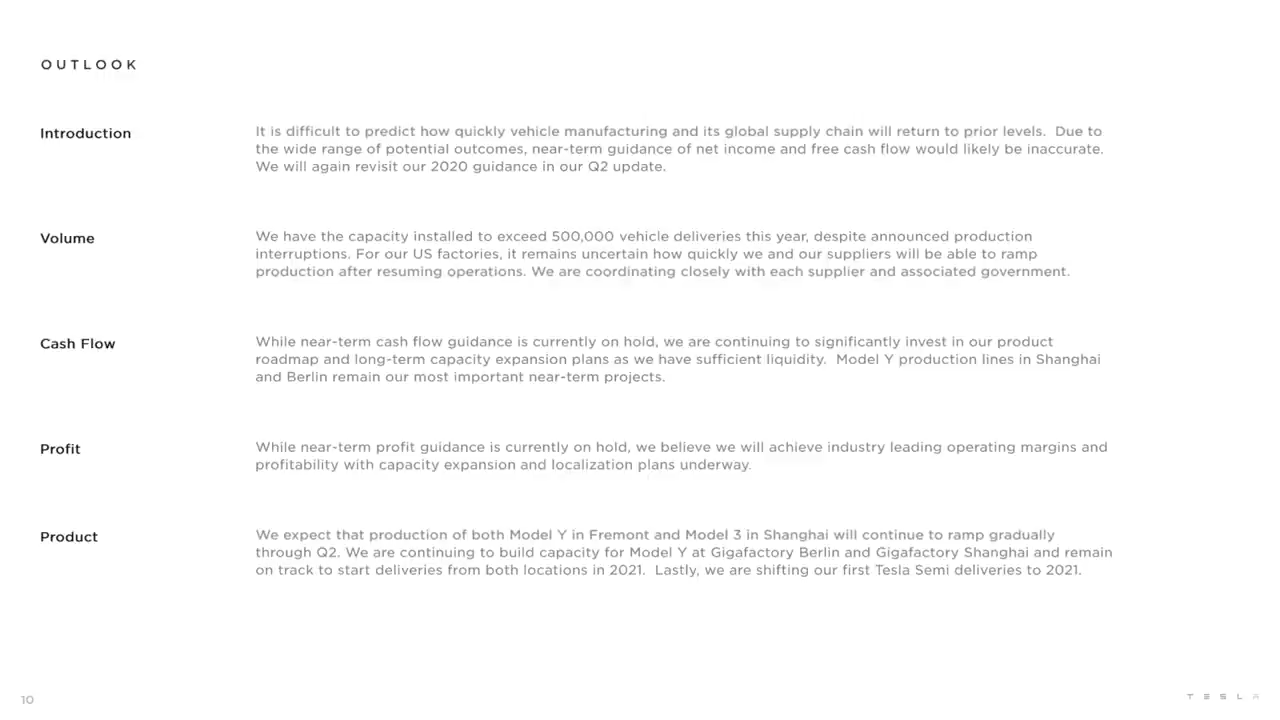 OUTLOOK
Introduction
It is difficult to predict how quickly vehicle manufacturing and its global supply chain will return to prior levels.  Due to
the wide range of potential outcomes, near-term guidance of net income and free cash flow would likely be inaccurate.
We will again revisit our 2020 guidance in our Q2 update.
Volume
We have the capacity installed to exceed 500,000 vehicle deliveries this year, despite announced production
interruptions. For our US factories, it remains uncertain how quickly we and our suppliers will be able to ramp
production after resuming operations. We are coordinating closely with each supplier and associated government.
Cash Flow
While near-term cash flow guidance is currently on hold, we are continuing to significantly invest in our product
roadmap and long-term capacity expansion plans as we have sufficient liquidity.  Model Y production lines in Shanghai
and Berlin remain our most important near-term projects.
Profit
While near-term profit guidance is currently on hold, we believe we will achieve industry leading operating margins and
profitability with capacity expansion and localization plans underway.
Product
We expect that production of both Model Y in Fremont and Model 3 in Shanghai will continue to ramp gradually
through Q2. We are continuing to build capacity for Model Y at Gigafactory Berlin and Gigafactory Shanghai and remain
on track to start deliveries from both locations in 2021.  Lastly, we are shifting our first Tesla Semi deliveries to 2021.
10
TESLA